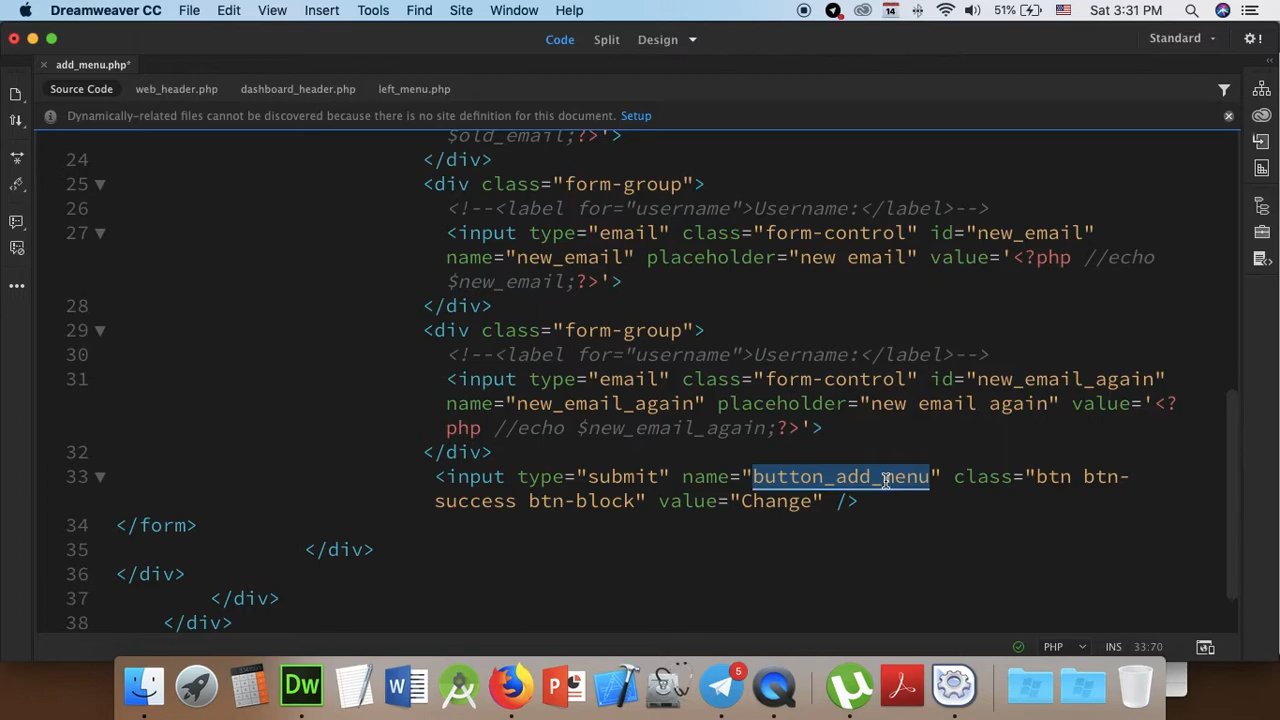 Dreamweaver CC File Edit View Insert Tools Find Site Window Help 14 51% Sat 3:31 PM
Code Split Design Standard
× add_menu.php*
Source Code web_header.php dashboard_header.php left_menu.php
Dynamically-related files cannot be discovered because there is no site definition for this document. Setup
$old_email;?>'>
24 </div>
25 <div class="form-group">
26 <!--<label for="username">Username:</label>-->
27 <input type="email" class="form-control" id="new_email"
name="new_email" placeholder="new email" value='<?php //echo
$new_email;?>'>
28 </div>
29 <div class="form-group">
30 <!--<label for="username">Username:</label>-->
31 <input type="email" class="form-control" id="new_email_again"
name="new_email_again" placeholder="new email again" value='<?
php //echo $new_email_again;?>'>
32 </div>
33 <input type="submit" name="button_add_menu" class="btn btn-
success btn-block" value="Change" />
34 </form>
35 </div>
36 </div>
37 </div>
38 </div>
PHP INS 33:70
Dw W P 5